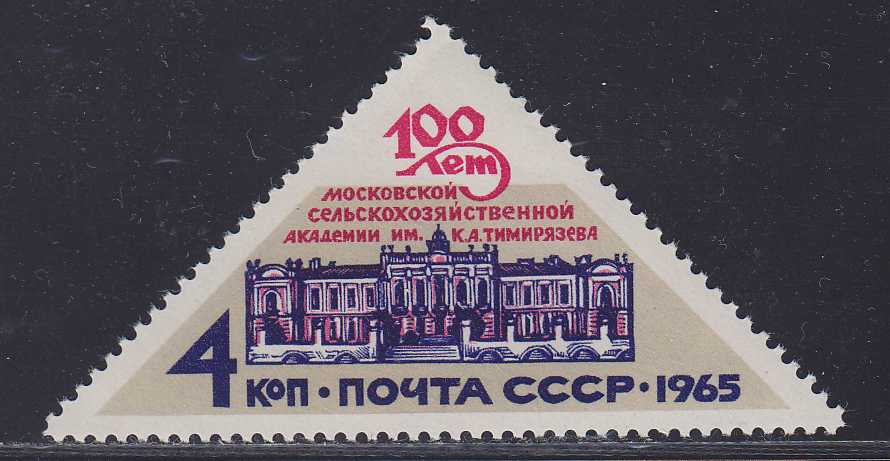 100
лет
МОСКОВСКОЙ
СЕЛЬСКОХОЗЯЙСТВЕННОЙ
АКАДЕМИИ ИМ. К.А.ТИМИРЯЗЕВА
4 КОП • ПОЧТА СССР • 1965